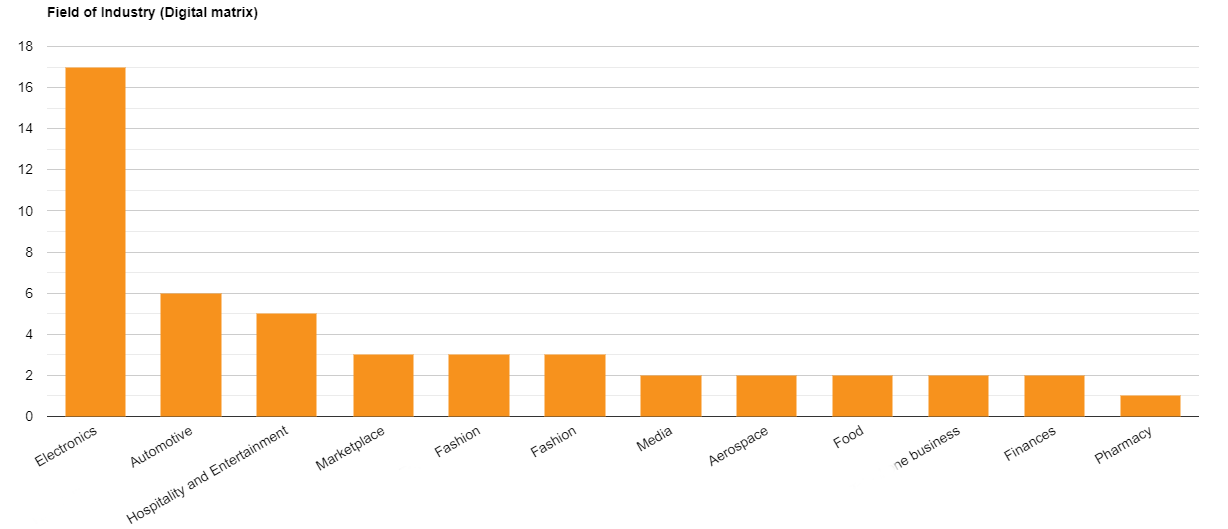 Field of Industry (Digital matrix)
18
16
14
12
10
8
6
4
2
0
Electronics
Automotive
Hospitality and Entertainment
Marketplace
Fashion
Fashion
Media
Aerospace
Food
business
Finances
Pharmacy